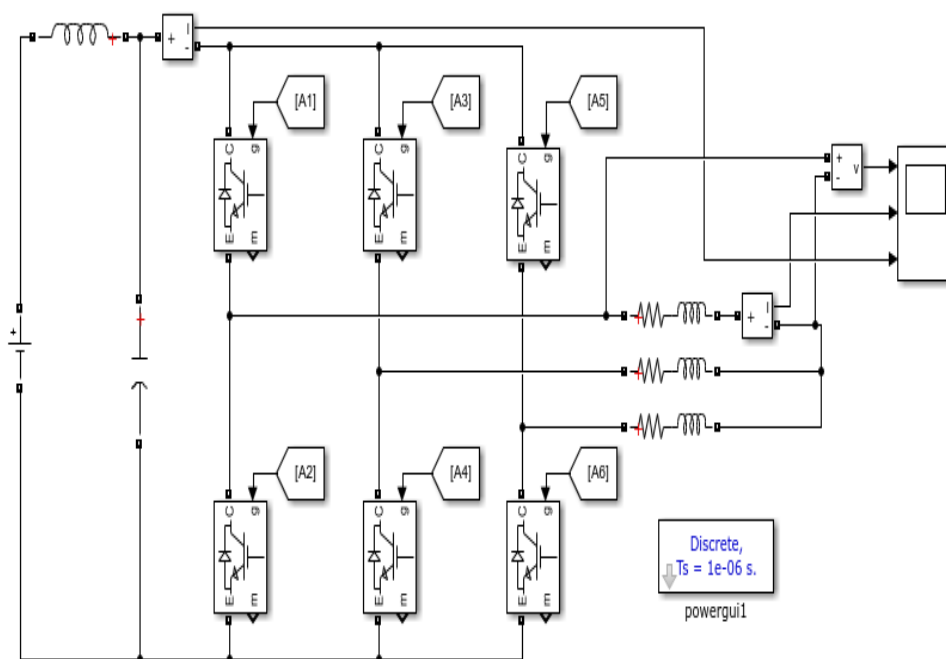 [A1]
[A3]
[A5]
C
g
C
g
C
g
E
m
E
m
E
m
+
I
-
+
-
v
+
+
I
-
[A2]
[A4]
[A6]
C
g
C
g
C
g
E
m
E
m
E
m
Discrete,
Ts = 1e-06 s.
powergui1